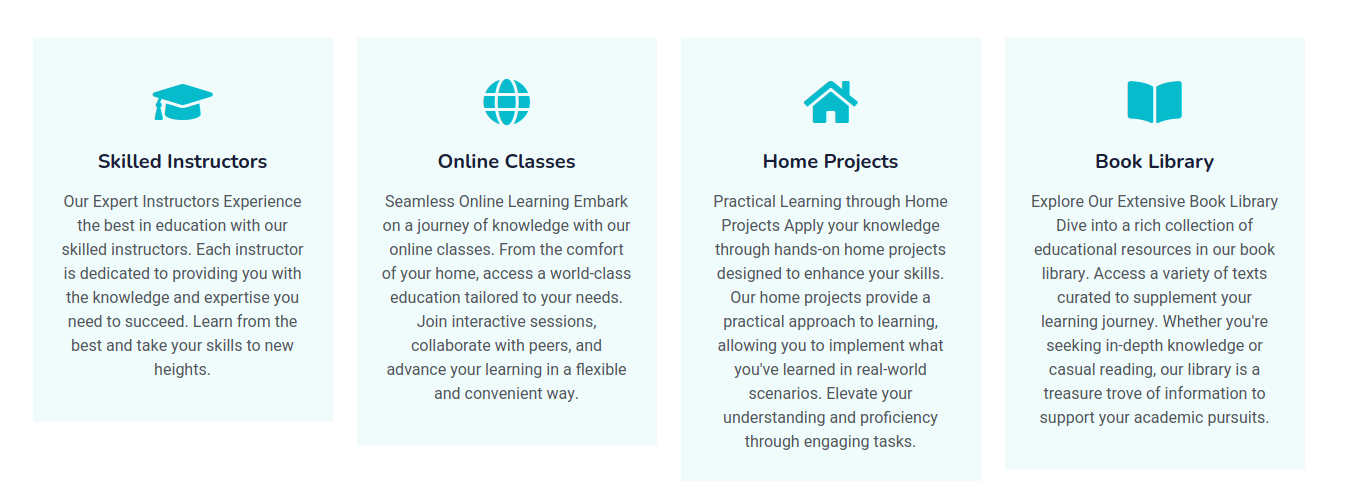 Skilled Instructors
Our Expert Instructors Experience
the best in education with our
skilled instructors. Each instructor
is dedicated to providing you with
the knowledge and expertise you
need to succeed. Learn from the
best and take your skills to new
heights.
Online Classes
Seamless Online Learning Embark
on a journey of knowledge with our
online classes. From the comfort
of your home, access a world-class
education tailored to your needs.
Join interactive sessions,
collaborate with peers, and
advance your learning in a flexible
and convenient way.
Home Projects
Practical Learning through Home
Projects Apply your knowledge
through hands-on home projects
designed to enhance your skills.
Our home projects provide a
practical approach to learning,
allowing you to implement what
you've learned in real-world
scenarios. Elevate your
understanding and proficiency
through engaging tasks.
Book Library
Explore Our Extensive Book Library
Dive into a rich collection of
educational resources in our book
library. Access a variety of texts
curated to supplement your
learning journey. Whether you're
seeking in-depth knowledge or
casual reading, our library is a
treasure trove of information to
support your academic pursuits.